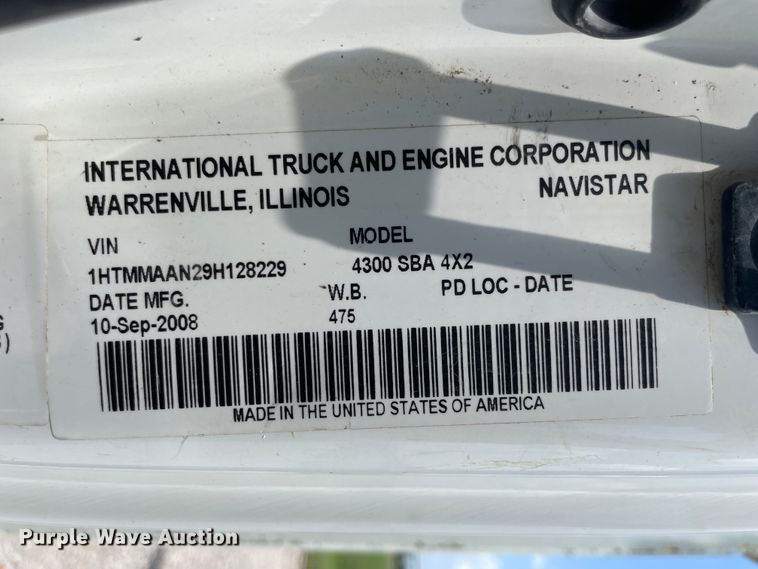 INTERNATIONAL TRUCK AND ENGINE CORPORATION
WARRENVILLE, ILLINOIS NAVISTAR
VIN MODEL
1HTMMAAN29H128229 4300 SBA 4X2
DATE MFG. W.B. PD LOC - DATE
10-Sep-2008 475
MADE IN THE UNITED STATES OF AMERICA
Purple Wave Auction